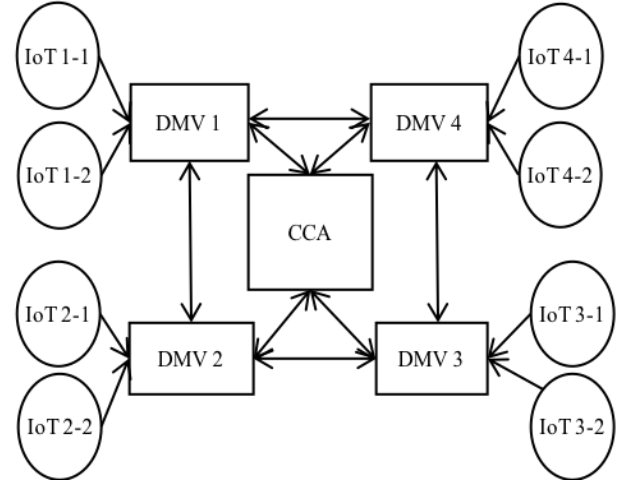 IoT 1-1
IoT 4-1
DMV 1
DMV 4
IoT 1-2
IoT 4-2
CCA
IoT 2-1
IoT 3-1
DMV 2
DMV 3
IoT 2-2
IoT 3-2